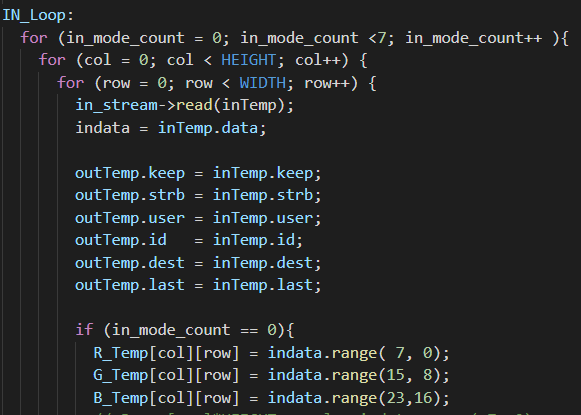 IN_Loop:
for (in_mode_count = 0; in_mode_count <7; in_mode_count++ ){
for (col = 0; col < HEIGHT; col++) {
for (row = 0; row < WIDTH; row++) {
in_stream->read(inTemp);
indata = inTemp.data;
outTemp.keep = inTemp.keep;
outTemp.strb = inTemp.strb;
outTemp.user = inTemp.user;
outTemp.id   = inTemp.id;
outTemp.dest = inTemp.dest;
outTemp.last = inTemp.last;
if (in_mode_count == 0){
R_Temp[col][row] = indata.range( 7, 0);
G_Temp[col][row] = indata.range(15, 8);
B_Temp[col][row] = indata.range(23,16);